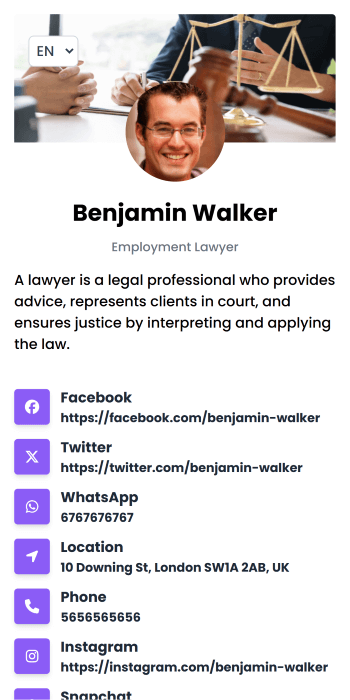 EN
Benjamin Walker
Employment Lawyer
A lawyer is a legal professional who provides
advice, represents clients in court, and
ensures justice by interpreting and applying
the law.
Facebook
https://facebook.com/benjamin-walker
Twitter
https://twitter.com/benjamin-walker
WhatsApp
6767676767
Location
10 Downing St, London SW1A 2AB, UK
Phone
5656565656
Instagram
https://instagram.com/benjamin-walker
Snapchat